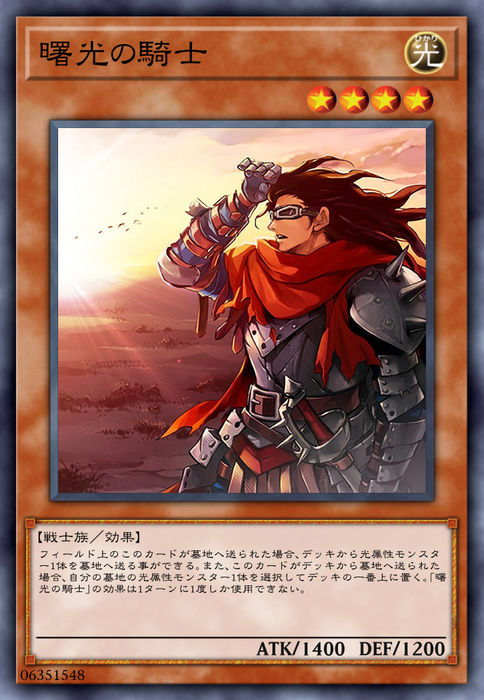 曙光の騎士
ひかり
光
【戦士族／効果】
フィールド上のこのカードが墓地へ送られた場合、デッキから光属性モンスタ
ー1体を墓地へ送る事ができる。また、このカードがデッキから墓地へ送られた
場合、自分の墓地の光属性モンスター1体を選択してデッキの一番上に置く。「曙
光の騎士」の効果は1ターンに1度しか使用できない。
ATK/1400 DEF/1200
06351548